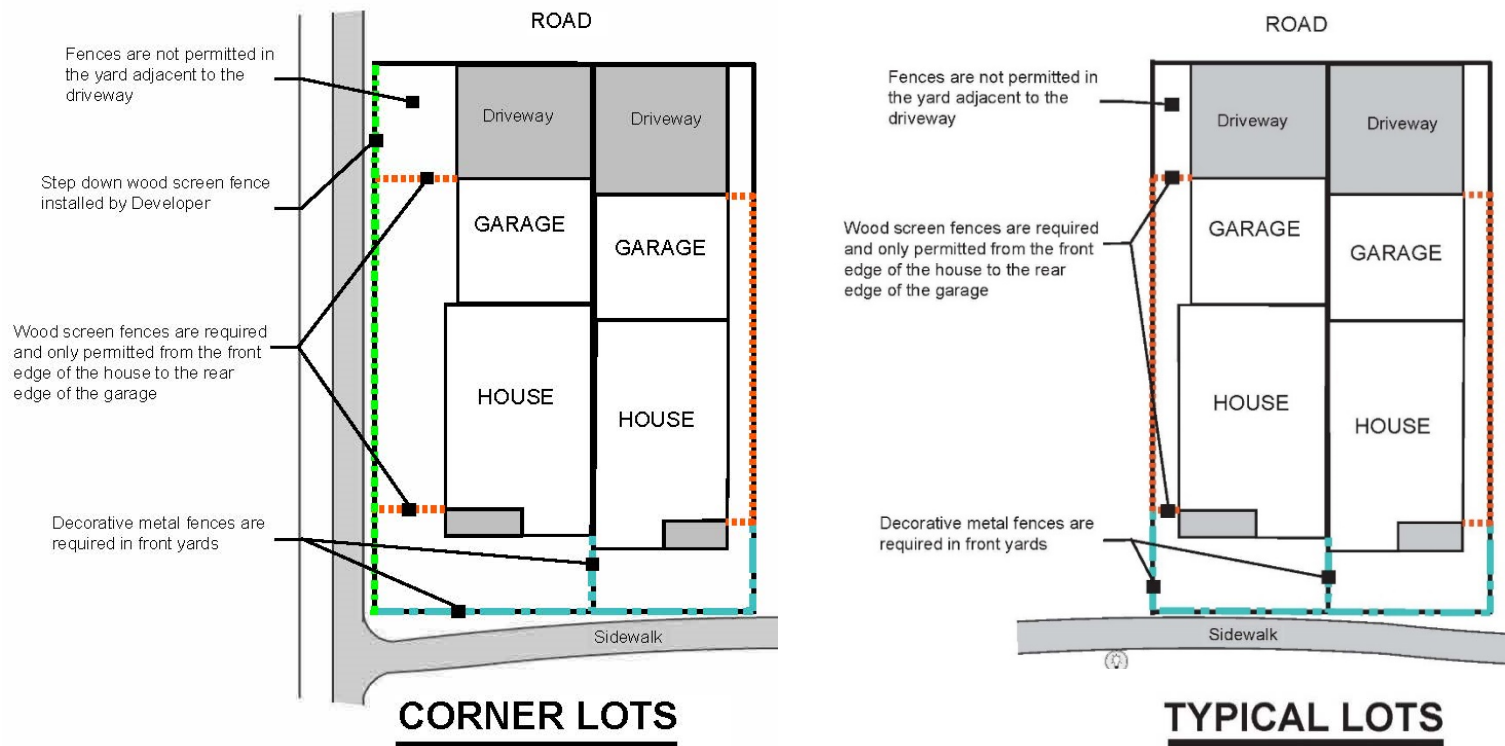 ROAD
Fences are not permitted in
the yard adjacent to the
driveway
Driveway
Driveway
Step down wood screen fence
installed by Developer
GARAGE
GARAGE
Wood screen fences are required
and only permitted from the front
edge of the house to the rear
edge of the garage
HOUSE
HOUSE
Decorative metal fences are
required in front yards
Sidewalk
CORNER LOTS
ROAD
Fences are not permitted in
the yard adjacent to the
driveway
Driveway
Driveway
Wood screen fences are required
and only permitted from the front
edge of the house to the rear
edge of the garage
GARAGE
GARAGE
HOUSE
HOUSE
Decorative metal fences are
required in front yards
Sidewalk
TYPICAL LOTS